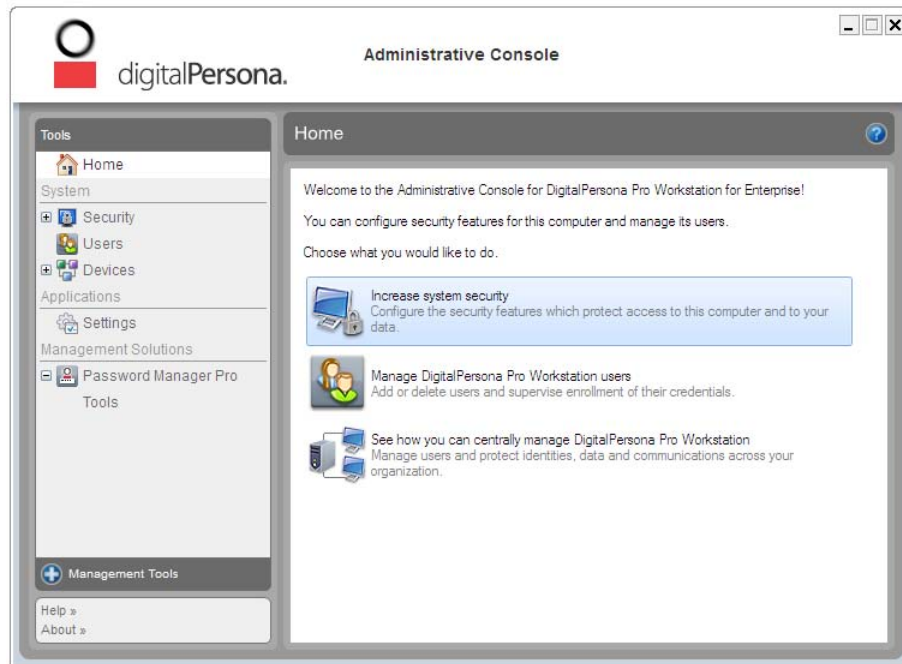 digitalPersona.
Administrative Console
Tools
Home
System
Security
Users
Devices
Applications
Settings
Management Solutions
Password Manager Pro
Tools
Management Tools
Help »
About »
Home
Welcome to the Administrative Console for DigitalPersona Pro Workstation for Enterprise!
You can configure security features for this computer and manage its users.
Choose what you would like to do.
Increase system security
Configure the security features which protect access to this computer and to your
data.
Manage DigitalPersona Pro Workstation users
Add or delete users and supervise enrollment of their credentials.
See how you can centrally manage DigitalPersona Pro Workstation
Manage users and protect identities, data and communications across your
organization.